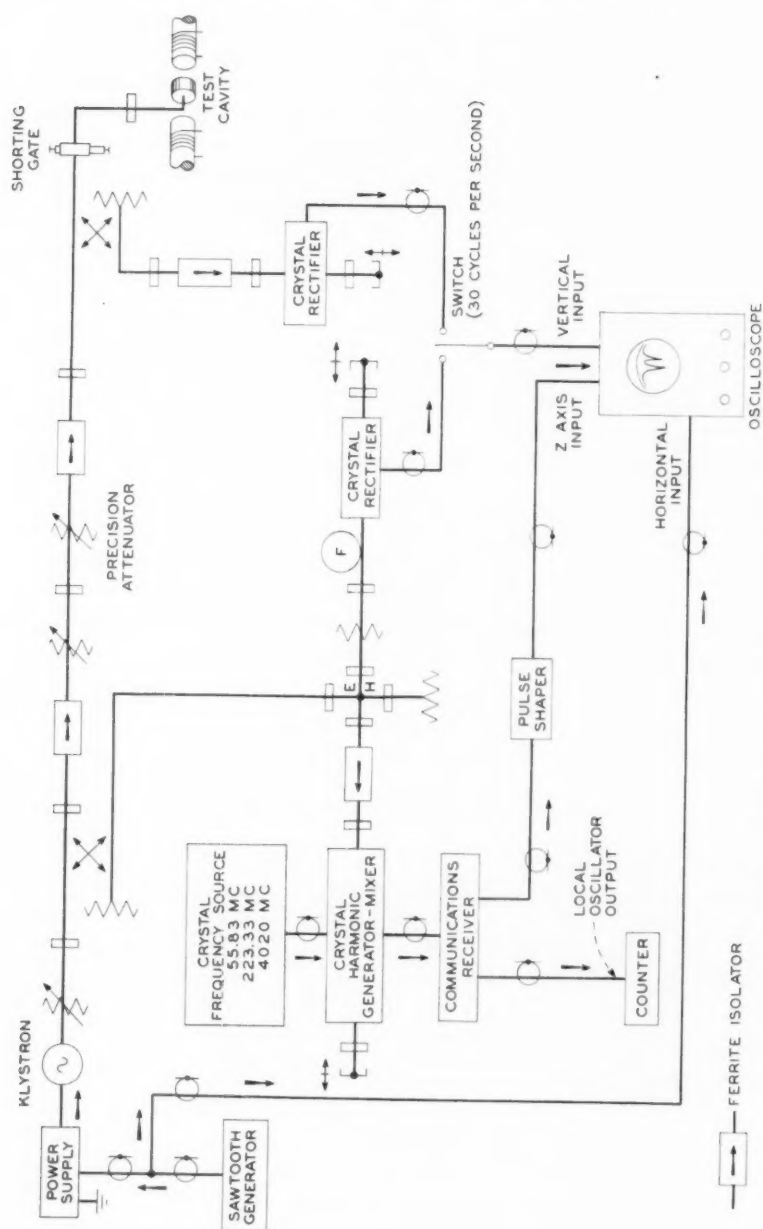 KLYSTRON
POWER
SUPPLY
SAWTOOTH
GENERATOR
PRECISION
ATTENUATOR
SHORTING
GATE
TEST
CAVITY
CRYSTAL
FREQUENCY SOURCE
55.83 MC
223.33 MC
4020 MC
CRYSTAL
HARMONIC
GENERATOR-MIXER
E
H
F
CRYSTAL
RECTIFIER
CRYSTAL
RECTIFIER
SWITCH
(30 CYCLES PER SECOND)
COMMUNICATIONS
RECEIVER
LOCAL
OSCILLATOR
OUTPUT
COUNTER
PULSE
SHAPER
Z AXIS
INPUT
VERTICAL
INPUT
HORIZONTAL
INPUT
OSCILLOSCOPE
FERRITE ISOLATOR